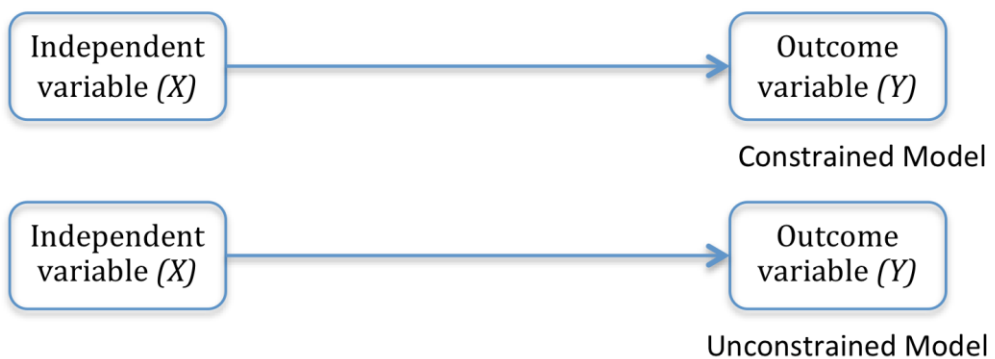 Independent
variable (X)
Outcome
variable (Y)
Constrained Model
Independent
variable (X)
Outcome
variable (Y)
Unconstrained Model